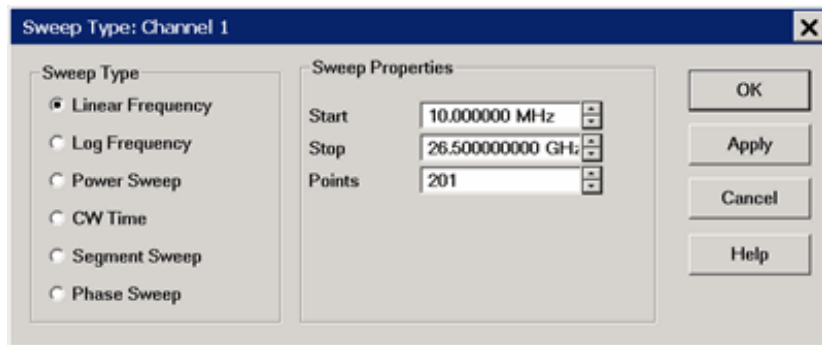 Sweep Type: Channel 1
Sweep Type
Linear Frequency
Log Frequency
Power Sweep
CW Time
Segment Sweep
Phase Sweep
Sweep Properties
Start 10.000000 MHz
Stop 26.500000000 GHz
Points 201
OK
Apply
Cancel
Help